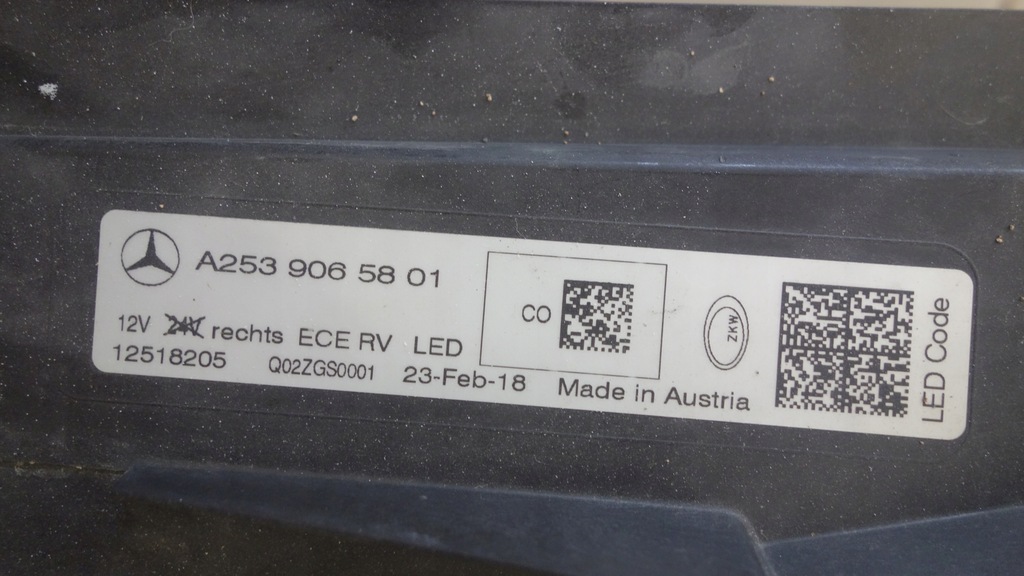 A253 906 58 01
12V 24V rechts ECE RV LED
12518205 Q02ZGS0001 23-Feb-18 Made in Austria
CO
ZKW
LED Code